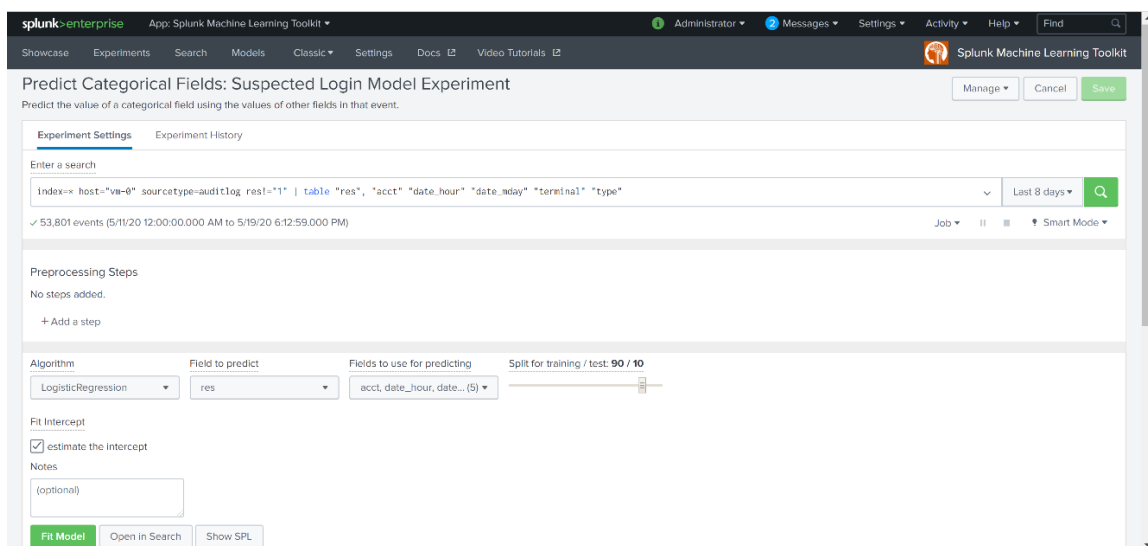 splunk>enterprise App: Splunk Machine Learning Toolkit Administrator 2 Messages Settings Activity Help Find
Showcase Experiments Search Models Classic Settings Docs Video Tutorials Splunk Machine Learning Toolkit
Predict Categorical Fields: Suspected Login Model Experiment Manage Cancel Save
Predict the value of a categorical field using the values of other fields in that event.
Experiment Settings Experiment History
Enter a search
index=* host="vm-0" sourcetype=auditlog res!="1" | table "res", "acct" "date_hour" "date_mday" "terminal" "type" Last 8 days
✓ 53,801 events (5/11/20 12:00:00.000 AM to 5/19/20 6:12:59.000 PM) Job Smart Mode
Preprocessing Steps
No steps added.
+ Add a step
Algorithm Field to predict Fields to use for predicting Split for training / test: 90 / 10
LogisticRegression res acct, date_hour, date... (5)
Fit Intercept
estimate the intercept
Notes
(optional)
Fit Model Open in Search Show SPL